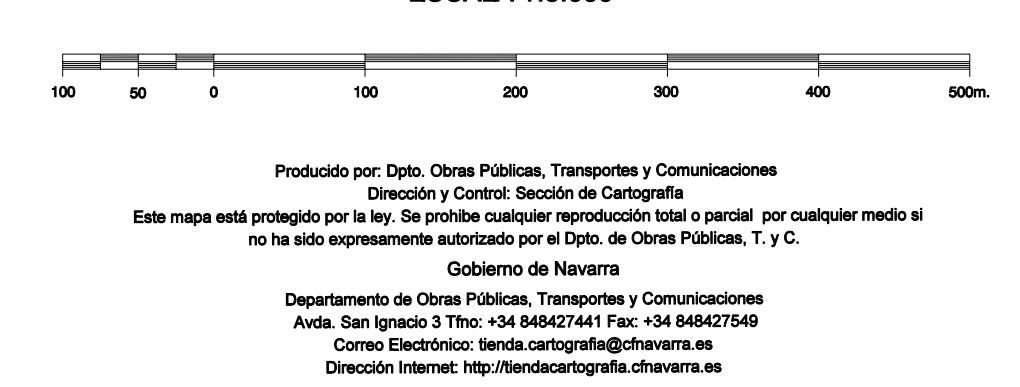 100 50 0 100 200 300 400 500m.
Producido por: Dpto. Obras Públicas, Transportes y Comunicaciones
Dirección y Control: Sección de Cartografía
Este mapa está protegido por la ley. Se prohibe cualquier reproducción total o parcial por cualquier medio si
no ha sido expresamente autorizado por el Dpto. de Obras Públicas, T. y C.
Gobierno de Navarra
Departamento de Obras Públicas, Transportes y Comunicaciones
Avda. San Ignacio 3 Tfno: +34 848427441 Fax: +34 848427549
Correo Electrónico: tienda.cartografia@cfnavarra.es
Dirección Internet: http://tiendacartografia.cfnavarra.es